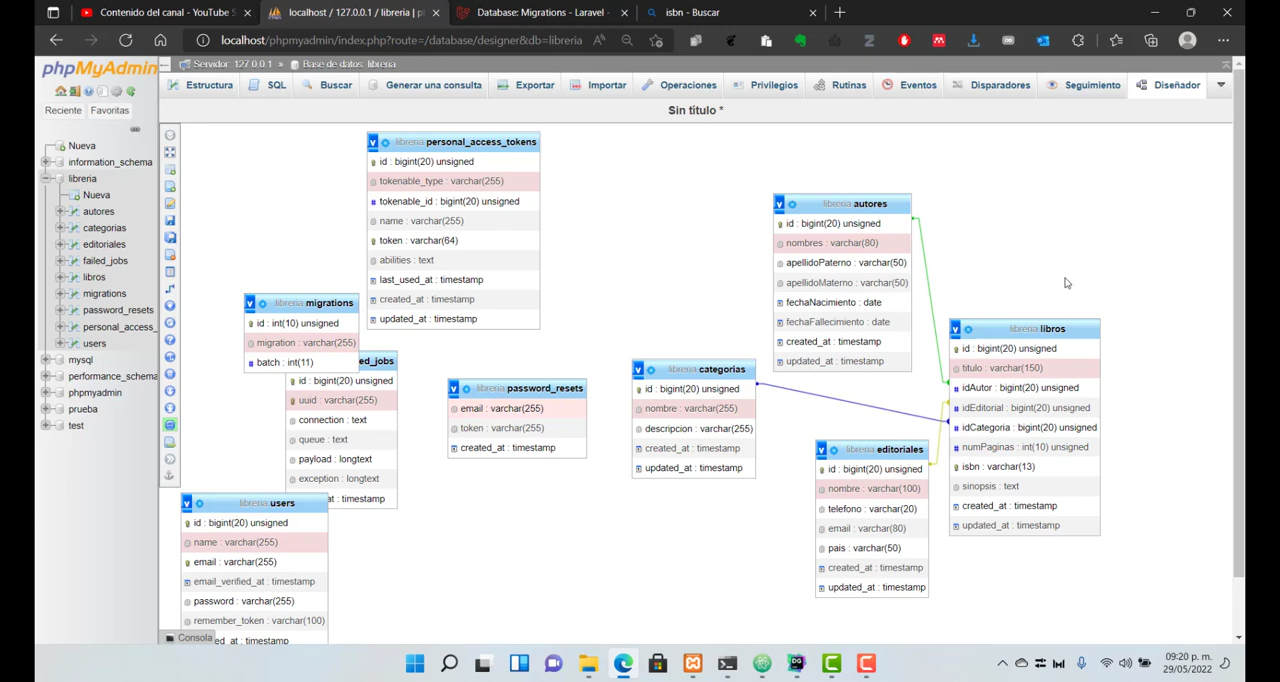 Contenido del canal - YouTube S
localhost / 127.0.0.1 / libreria | p
Database: Migrations - Laravel -
isbn - Buscar
localhost/phpmyadmin/index.php?route=/database/designer&db=libreria
phpMyAdmin
Reciente
Favoritas
Nueva
information_schema
libreria
Nueva
autores
categorias
editoriales
failed_jobs
libros
migrations
password_resets
personal_access_
users
mysql
performance_schema
phpmyadmin
prueba
test
Servidor: 127.0.0.1 » Base de datos: libreria
Estructura
SQL
Buscar
Generar una consulta
Exportar
Importar
Operaciones
Privilegios
Rutinas
Eventos
Disparadores
Seguimiento
Diseñador
Sin título *
libreria personal_access_tokens
id : bigint(20) unsigned
tokenable_type : varchar(255)
tokenable_id : bigint(20) unsigned
name : varchar(255)
token : varchar(64)
abilities : text
last_used_at : timestamp
created_at : timestamp
updated_at : timestamp
libreria migrations
id : int(10) unsigned
migration : varchar(255)
batch : int(11)
ed_jobs
id : bigint(20) unsigned
uuid : varchar(255)
connection : text
queue : text
payload : longtext
exception : longtext
at : timestamp
libreria users
id : bigint(20) unsigned
name : varchar(255)
email : varchar(255)
email_verified_at : timestamp
password : varchar(255)
remember_token : varchar(100)
ed_at : timestamp
libreria password_resets
email : varchar(255)
token : varchar(255)
created_at : timestamp
libreria categorias
id : bigint(20) unsigned
nombre : varchar(255)
descripcion : varchar(255)
created_at : timestamp
updated_at : timestamp
libreria autores
id : bigint(20) unsigned
nombres : varchar(80)
apellidoPaterno : varchar(50)
apellidoMaterno : varchar(50)
fechaNacimiento : date
fechaFallecimiento : date
created_at : timestamp
updated_at : timestamp
libreria editoriales
id : bigint(20) unsigned
nombre : varchar(100)
telefono : varchar(20)
email : varchar(80)
pais : varchar(50)
created_at : timestamp
updated_at : timestamp
libreria libros
id : bigint(20) unsigned
titulo : varchar(150)
idAutor : bigint(20) unsigned
idEditorial : bigint(20) unsigned
idCategoria : bigint(20) unsigned
numPaginas : int(10) unsigned
isbn : varchar(13)
sinopsis : text
created_at : timestamp
updated_at : timestamp
Consola
09:20 p. m.
29/05/2022